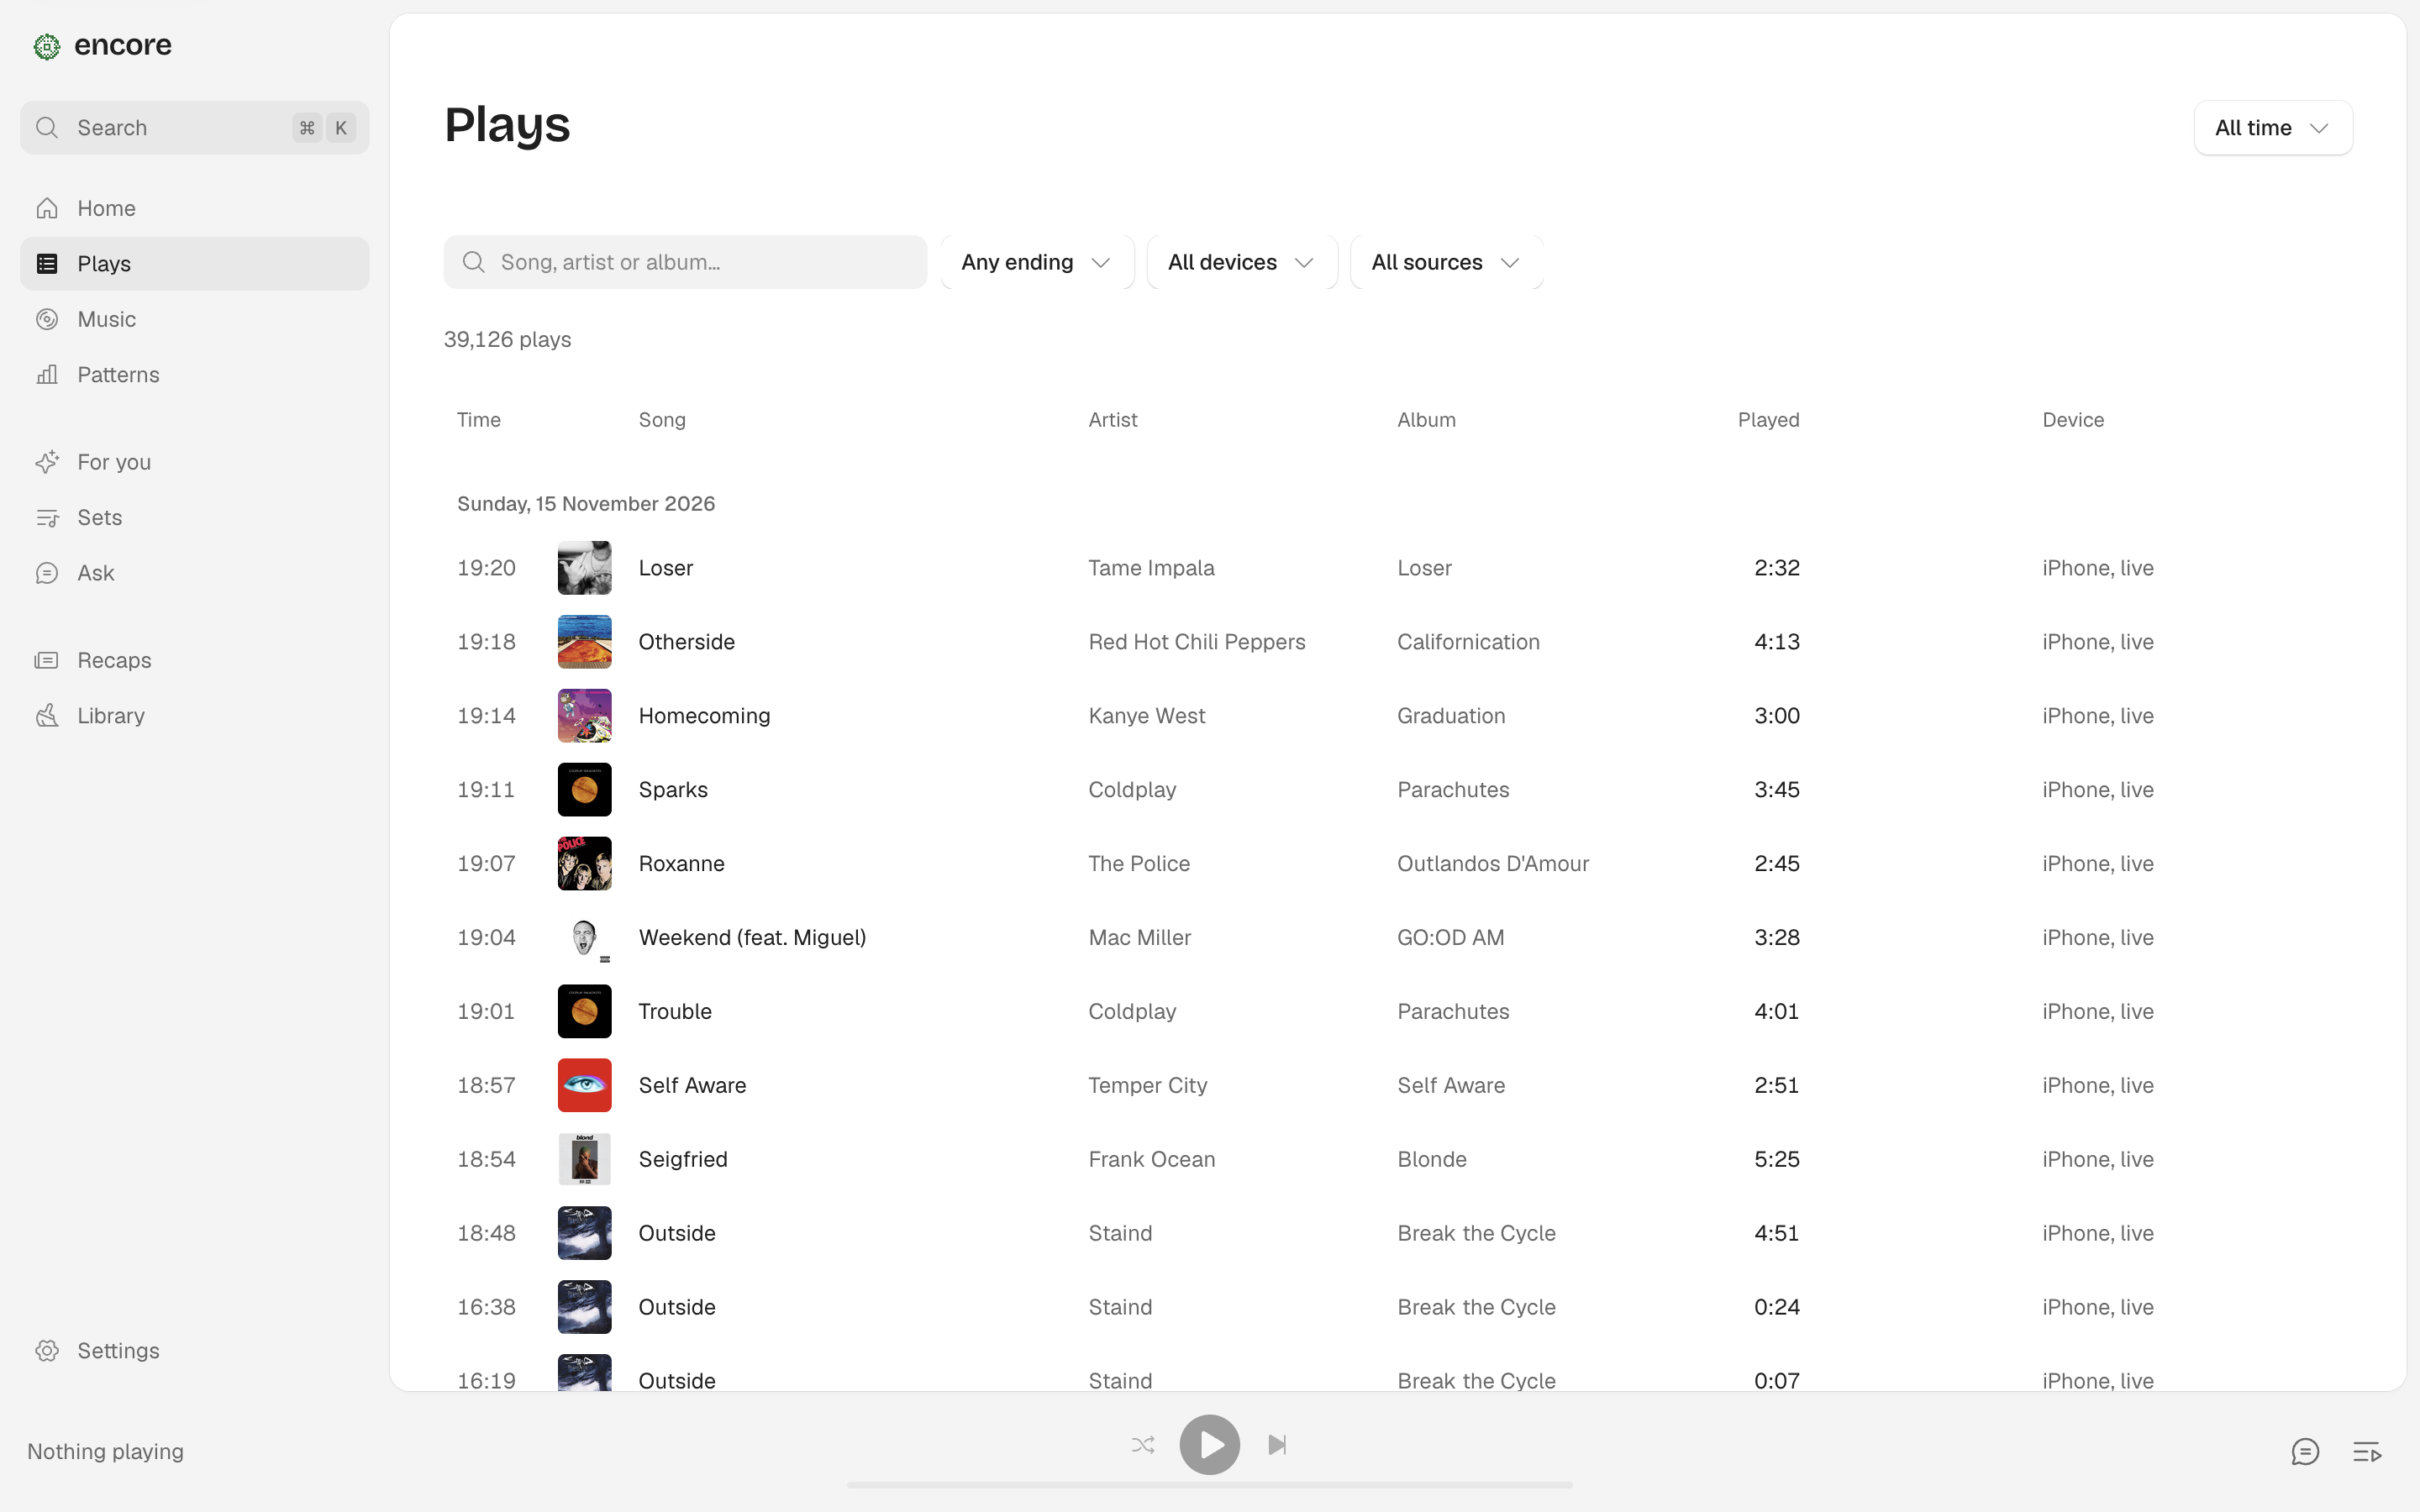 encore
Search ⌘ K
Home
Plays
Music
Patterns
For you
Sets
Ask
Recaps
Library
Settings
Plays
All time
Song, artist or album...
Any ending
All devices
All sources
39,126 plays
Time Song Artist Album Played Device
Sunday, 15 November 2026
19:20 Loser Tame Impala Loser 2:32 iPhone, live
19:18 Otherside Red Hot Chili Peppers Californication 4:13 iPhone, live
19:14 Homecoming Kanye West Graduation 3:00 iPhone, live
19:11 Sparks Coldplay Parachutes 3:45 iPhone, live
19:07 Roxanne The Police Outlandos D'Amour 2:45 iPhone, live
19:04 Weekend (feat. Miguel) Mac Miller GO:OD AM 3:28 iPhone, live
19:01 Trouble Coldplay Parachutes 4:01 iPhone, live
18:57 Self Aware Temper City Self Aware 2:51 iPhone, live
18:54 Seigfried Frank Ocean Blonde 5:25 iPhone, live
18:48 Outside Staind Break the Cycle 4:51 iPhone, live
16:38 Outside Staind Break the Cycle 0:24 iPhone, live
16:19 Outside Staind Break the Cycle 0:07 iPhone, live
Nothing playing